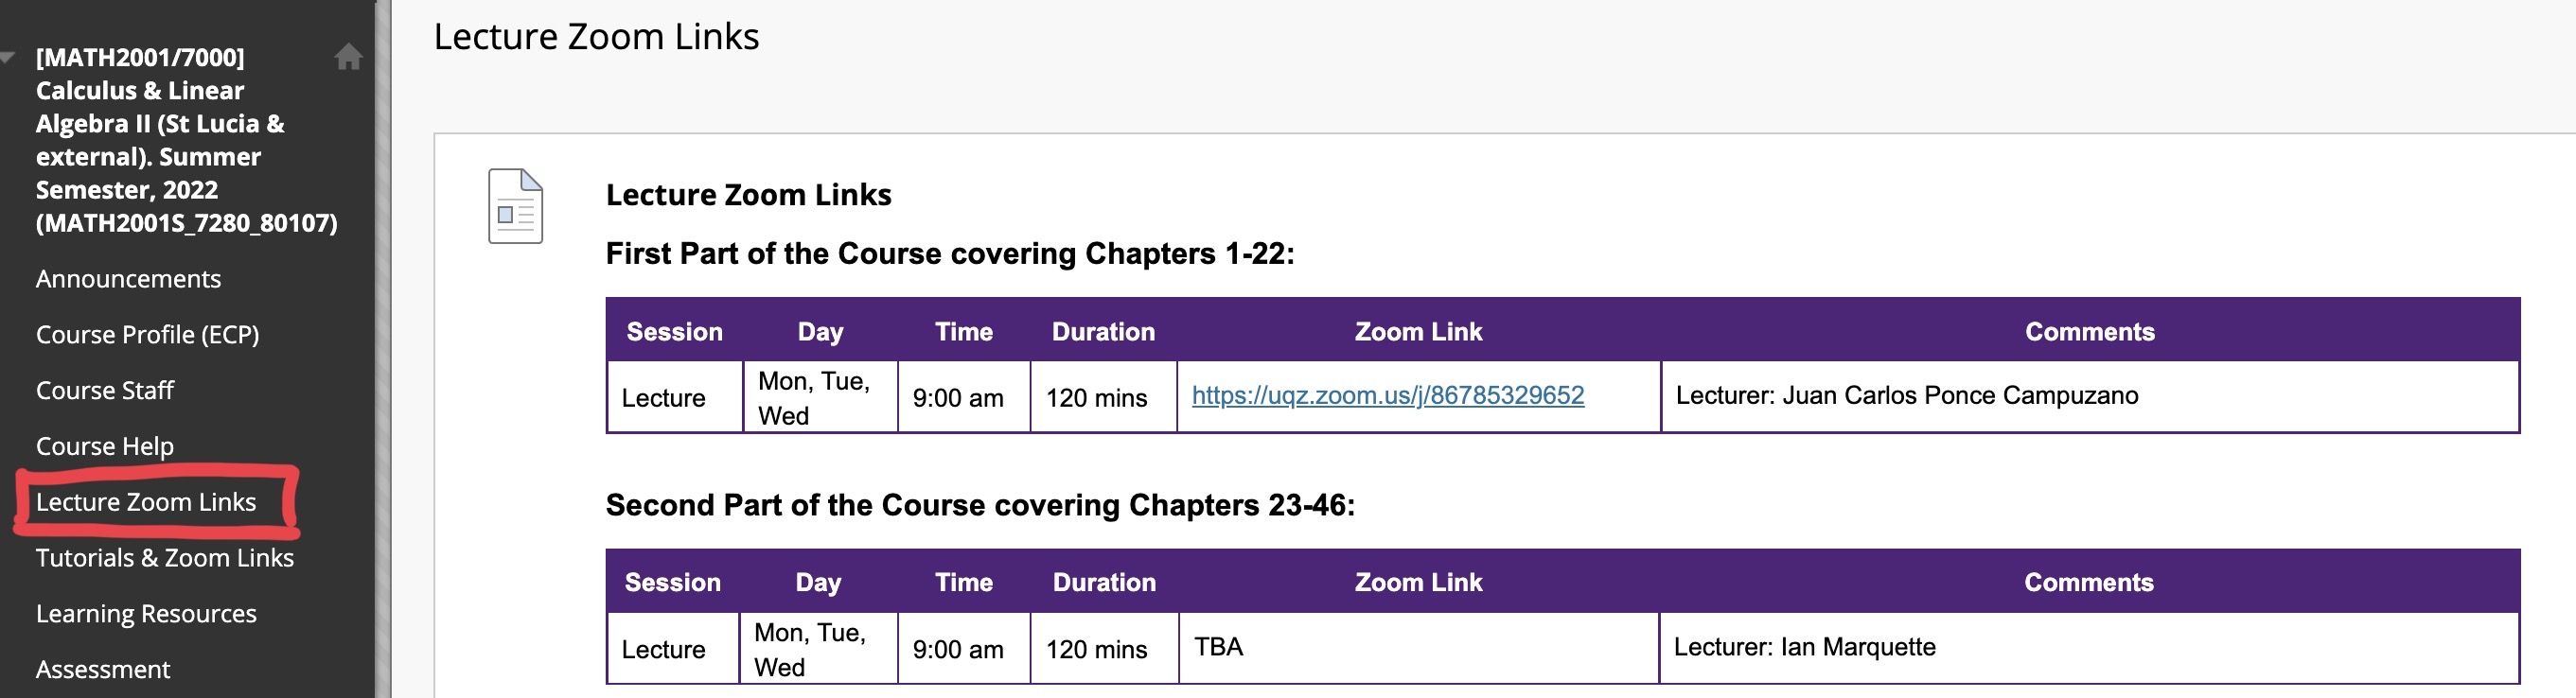 [MATH2001/7000]
Calculus & Linear
Algebra II (St Lucia &
external). Summer
Semester, 2022
(MATH2001S_7280_80107)
Announcements
Course Profile (ECP)
Course Staff
Course Help
Lecture Zoom Links
Tutorials & Zoom Links
Learning Resources
Assessment
Lecture Zoom Links
Lecture Zoom Links
First Part of the Course covering Chapters 1-22:
Session Day Time Duration Zoom Link Comments
Lecture Mon, Tue, Wed 9:00 am 120 mins https://uqz.zoom.us/j/86785329652 Lecturer: Juan Carlos Ponce Campuzano
Second Part of the Course covering Chapters 23-46:
Session Day Time Duration Zoom Link Comments
Lecture Mon, Tue, Wed 9:00 am 120 mins TBA Lecturer: Ian Marquette